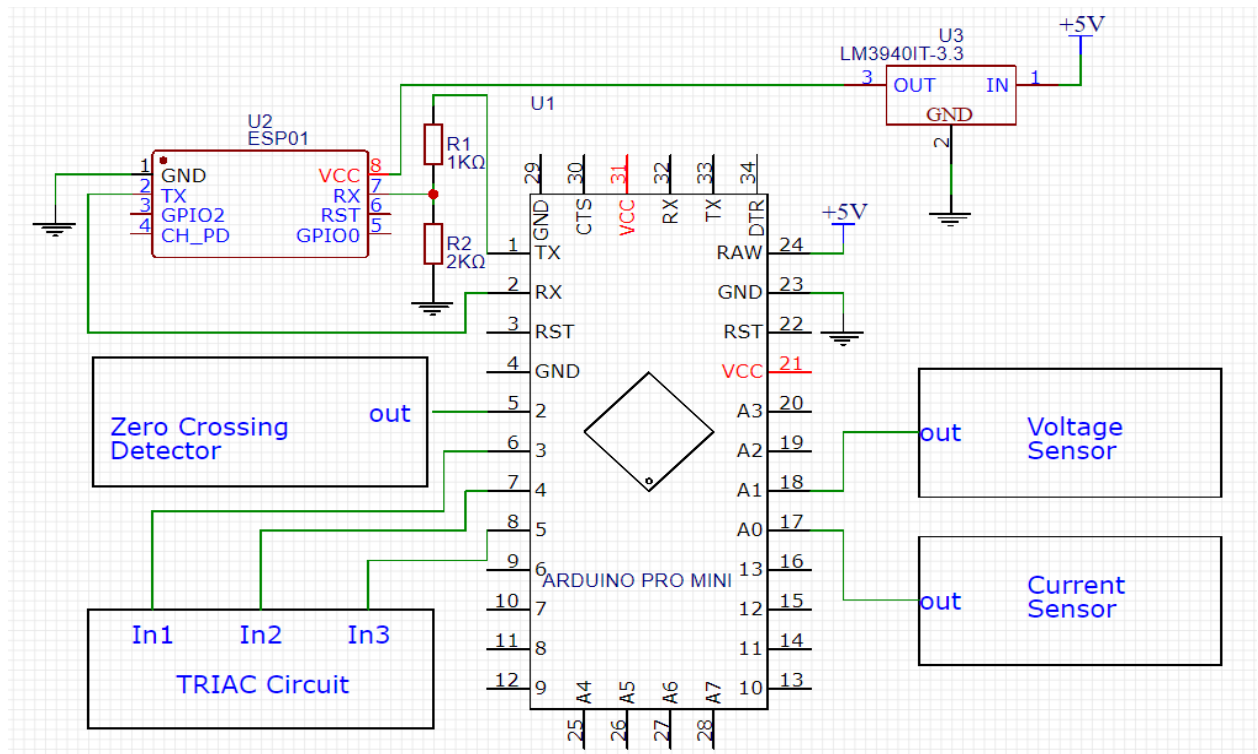 +5V
U3
LM3940IT-3.3
3 OUT IN 1
GND
2
U1
U2
ESP01
1 GND VCC 8
2 TX RX 7
3 GPIO2 RST 6
4 CH_PD GPIO0 5
R1
1KΩ
R2
2KΩ
29 30 31 32 33 34
GND CTS VCC RX TX DTR
+5V
1 TX RAW 24
2 RX GND 23
3 RST RST 22
4 GND VCC 21
5 2 A3 20
6 3 A2 19
7 4 A1 18
8 5 A0 17
9 6 13 16
ARDUINO PRO MINI
10 7 12 15
11 8 11 14
12 9 10 13
A4 A5 A6 A7
25 26 27 28
out
Zero Crossing
Detector
In1 In2 In3
TRIAC Circuit
out
Voltage
Sensor
out
Current
Sensor